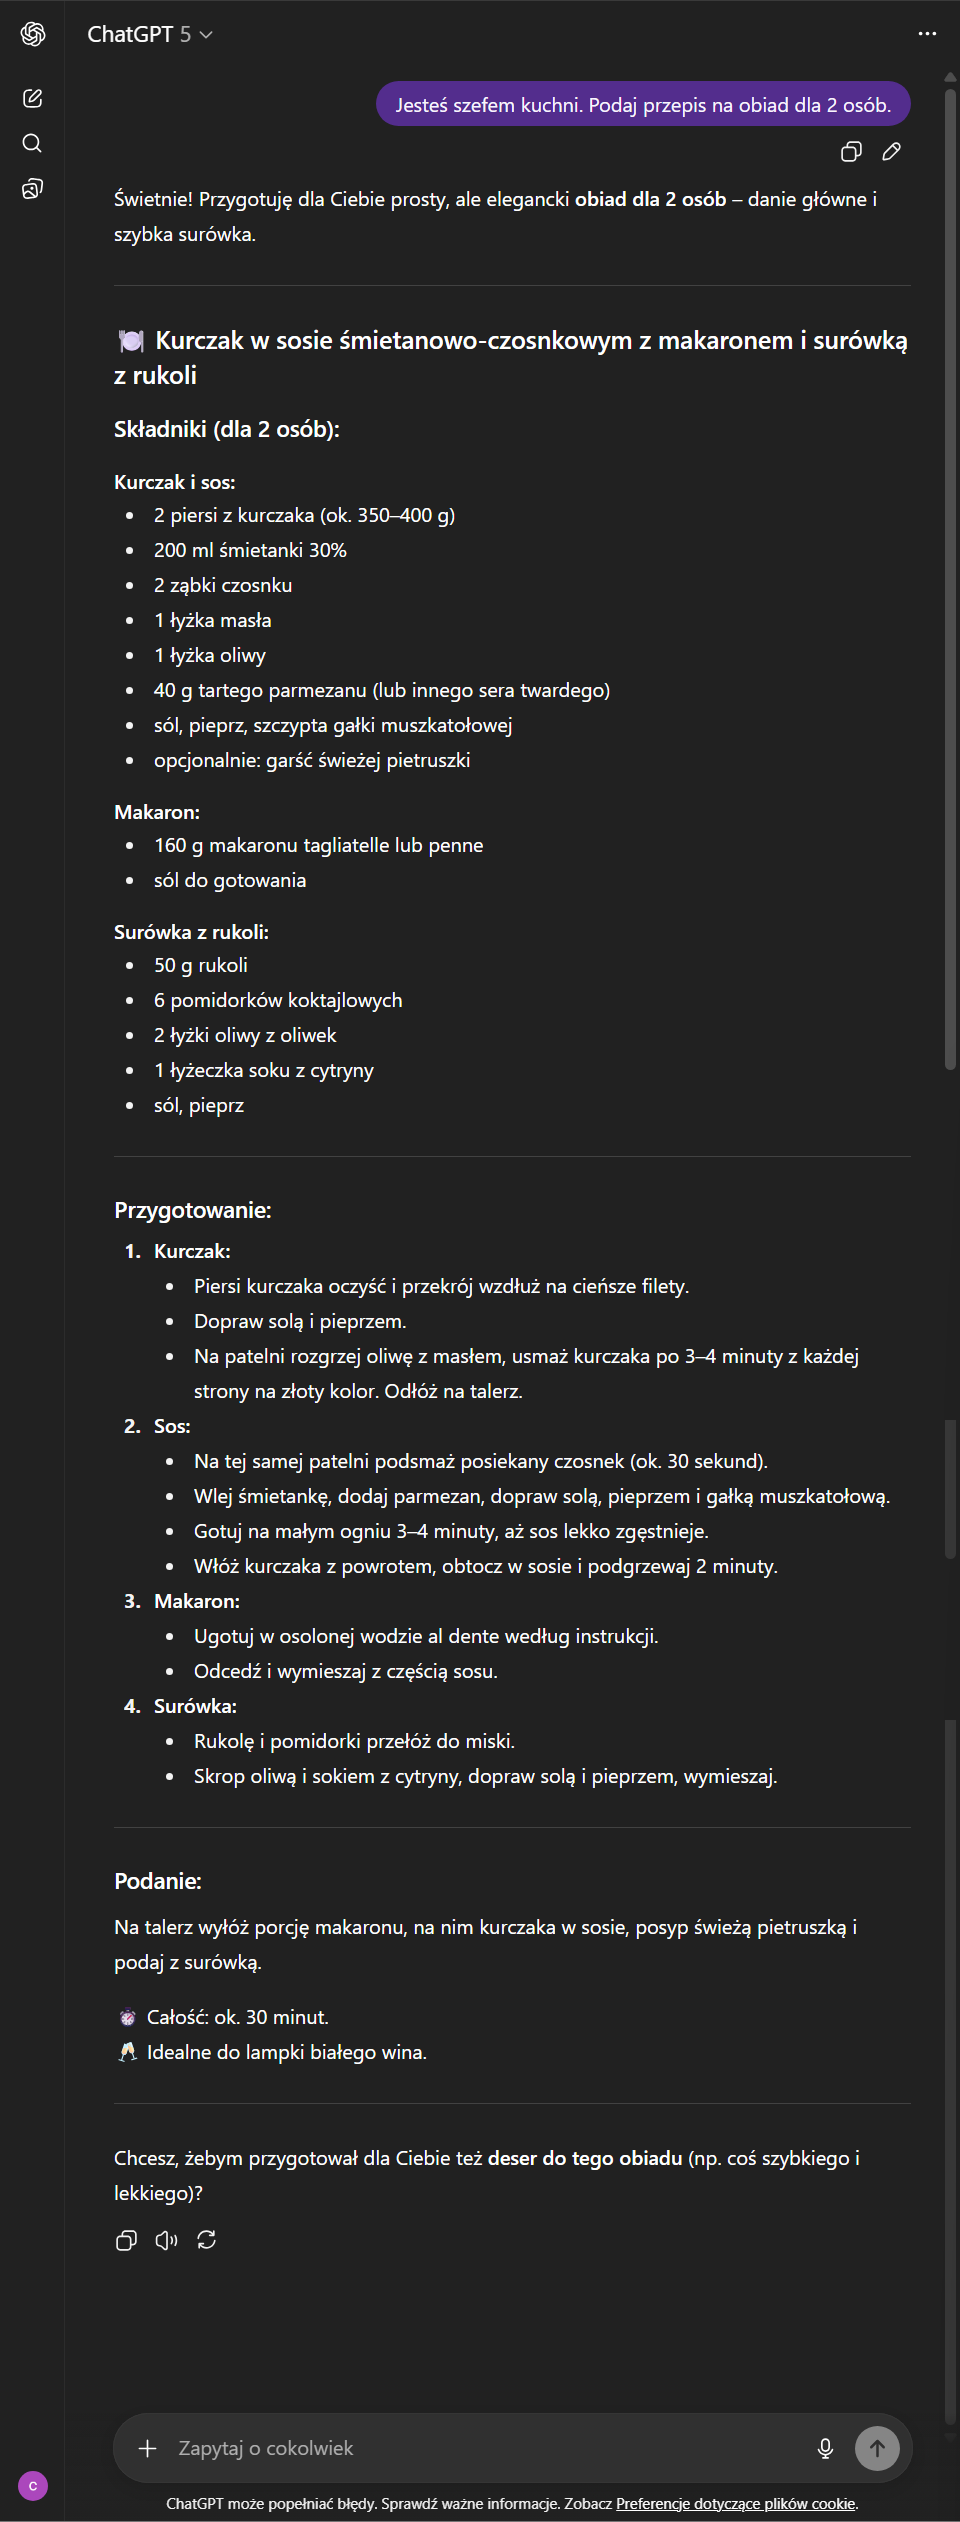 ChatGPT 5
Jesteś szefem kuchni. Podaj przepis na obiad dla 2 osób.
Świetnie! Przygotuję dla Ciebie prosty, ale elegancki obiad dla 2 osób – danie główne i
szybka surówka.
Kurczak w sosie śmietanowo-czosnkowym z makaronem i surówką
z rukoli
Składniki (dla 2 osób):
Kurczak i sos:
• 2 piersi z kurczaka (ok. 350–400 g)
• 200 ml śmietanki 30%
• 2 ząbki czosnku
• 1 łyżka masła
• 1 łyżka oliwy
• 40 g tartego parmezanu (lub innego sera twardego)
• sól, pieprz, szczypta gałki muszkatołowej
• opcjonalnie: garść świeżej pietruszki
Makaron:
• 160 g makaronu tagliatelle lub penne
• sól do gotowania
Surówka z rukoli:
• 50 g rukoli
• 6 pomidorków koktajlowych
• 2 łyżki oliwy z oliwek
• 1 łyżeczka soku z cytryny
• sól, pieprz
Przygotowanie:
1. Kurczak:
• Piersi kurczaka oczyść i przekrój wzdłuż na cieńsze filety.
• Dopraw solą i pieprzem.
• Na patelni rozgrzej oliwę z masłem, usmaż kurczaka po 3–4 minuty z każdej
strony na złoty kolor. Odłóż na talerz.
2. Sos:
• Na tej samej patelni podsmaż posiekany czosnek (ok. 30 sekund).
• Wlej śmietankę, dodaj parmezan, dopraw solą, pieprzem i gałką muszkatołową.
• Gotuj na małym ogniu 3–4 minuty, aż sos lekko zgęstnieje.
• Włóż kurczaka z powrotem, obtocz w sosie i podgrzewaj 2 minuty.
3. Makaron:
• Ugotuj w osolonej wodzie al dente według instrukcji.
• Odcedź i wymieszaj z częścią sosu.
4. Surówka:
• Rukolę i pomidorki przełóż do miski.
• Skrop oliwą i sokiem z cytryny, dopraw solą i pieprzem, wymieszaj.
Podanie:
Na talerz wyłóż porcję makaronu, na nim kurczaka w sosie, posyp świeżą pietruszką i
podaj z surówką.
Całość: ok. 30 minut.
Idealne do lampki białego wina.
Chcesz, żebym przygotował dla Ciebie też deser do tego obiadu (np. coś szybkiego i
lekkiego)?
Zapytaj o cokolwiek
C
ChatGPT może popełniać błędy. Sprawdź ważne informacje. Zobacz Preferencje dotyczące plików cookie.